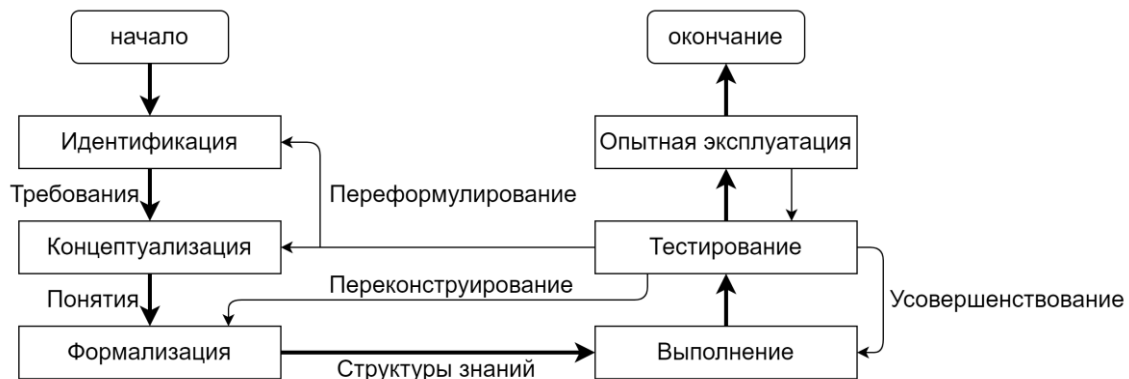 начало
окончание
Идентификация
Опытная эксплуатация
Требования
Переформулирование
Концептуализация
Тестирование
Понятия
Переконструирование
Усовершенствование
Формализация
Выполнение
Структуры знаний